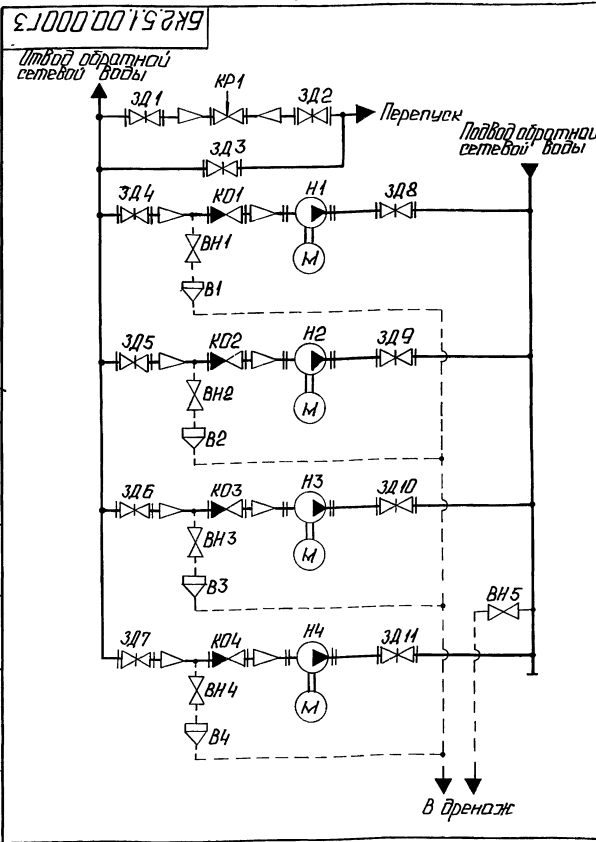 БК2.5.1.00.000 ГЗ
Отвод обратной
сетевой воды
ЗД1
КР1
ЗД2
Перепуск
Подвод обратной
сетевой воды
ЗД3
ЗД4
КО1
Н1
ЗД8
ВН1
М
В1
ЗД5
КО2
Н2
ЗД9
ВН2
М
В2
ЗД6
КО3
Н3
ЗД10
ВН3
М
В3
ВН5
ЗД7
КО4
Н4
ЗД11
ВН4
М
В4
В дренаж